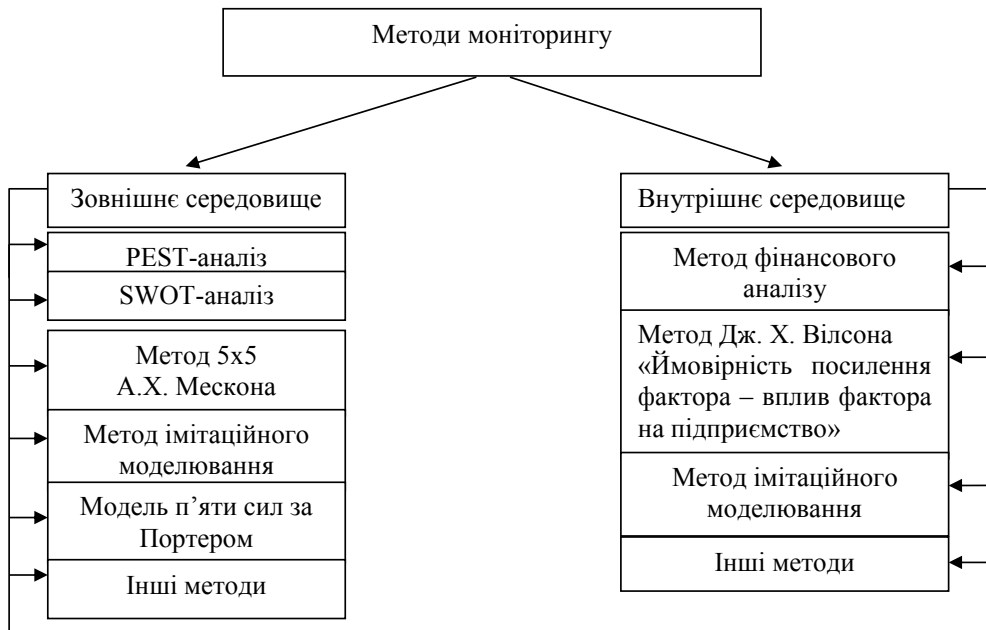 Методи моніторингу
Зовнішнє середовище
PEST-аналіз
SWOT-аналіз
Метод 5х5
А.Х. Мескона
Метод імітаційного
моделювання
Модель п’яти сил за
Портером
Інші методи
Внутрішнє середовище
Метод фінансового
аналізу
Метод Дж. Х. Вілсона
«Ймовірність посилення
фактора – вплив фактора
на підприємство»
Метод імітаційного
моделювання
Інші методи